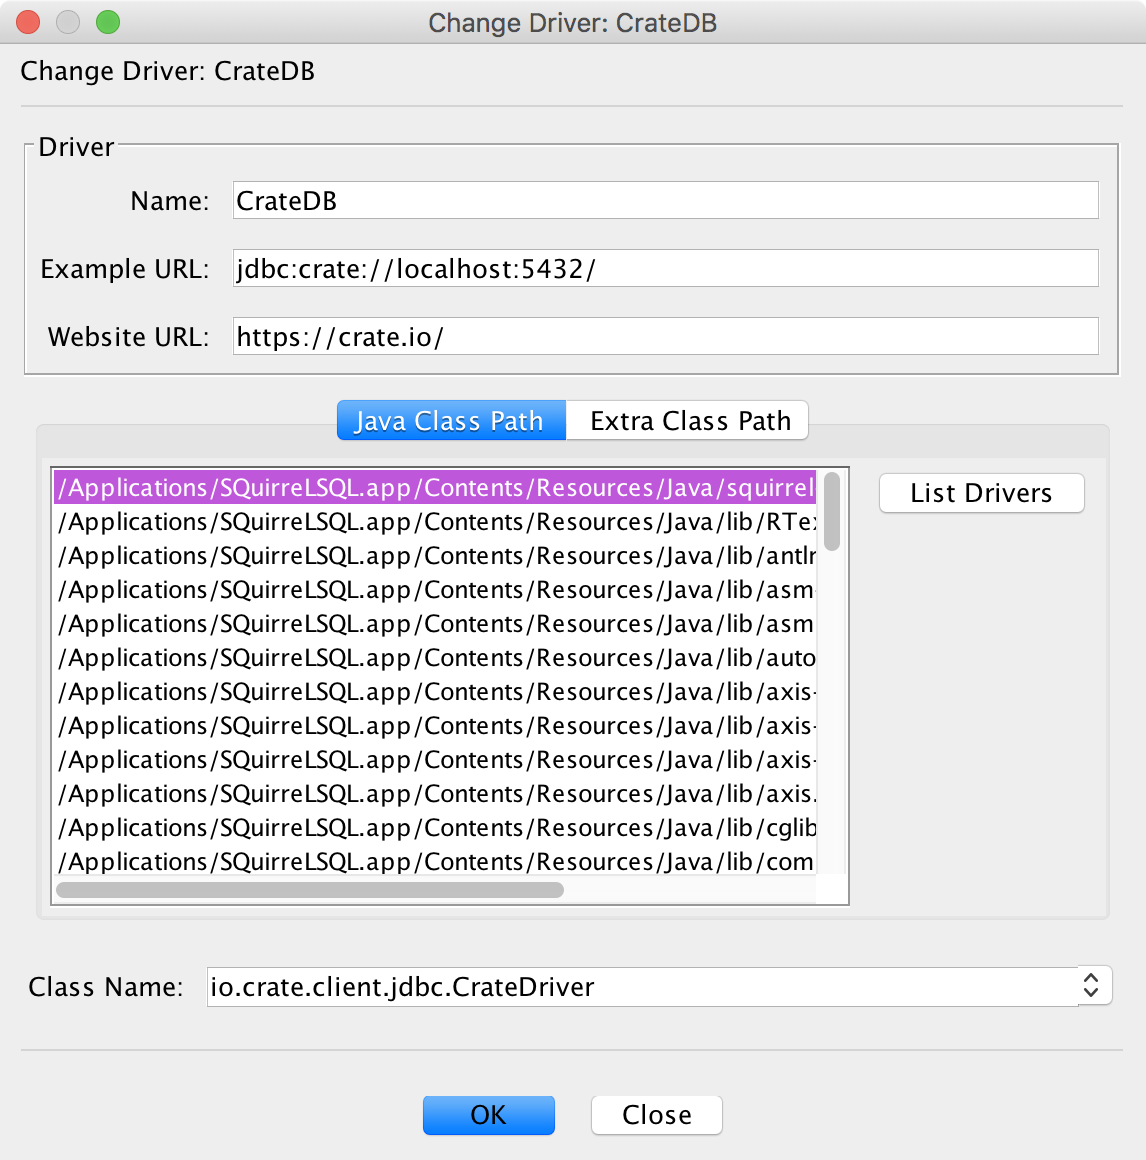 Change Driver: CrateDB
Change Driver: CrateDB
Driver
Name: CrateDB
Example URL: jdbc:crate://localhost:5432/
Website URL: https://crate.io/
Java Class Path Extra Class Path
/Applications/SQuirreLSQL.app/Contents/Resources/Java/squirrel
List Drivers
/Applications/SQuirreLSQL.app/Contents/Resources/Java/lib/RTex
/Applications/SQuirreLSQL.app/Contents/Resources/Java/lib/antlr
/Applications/SQuirreLSQL.app/Contents/Resources/Java/lib/asm-
/Applications/SQuirreLSQL.app/Contents/Resources/Java/lib/asm
/Applications/SQuirreLSQL.app/Contents/Resources/Java/lib/auto
/Applications/SQuirreLSQL.app/Contents/Resources/Java/lib/axis-
/Applications/SQuirreLSQL.app/Contents/Resources/Java/lib/axis-
/Applications/SQuirreLSQL.app/Contents/Resources/Java/lib/axis-
/Applications/SQuirreLSQL.app/Contents/Resources/Java/lib/axis.
/Applications/SQuirreLSQL.app/Contents/Resources/Java/lib/cglib
/Applications/SQuirreLSQL.app/Contents/Resources/Java/lib/com
Class Name: io.crate.client.jdbc.CrateDriver
OK Close